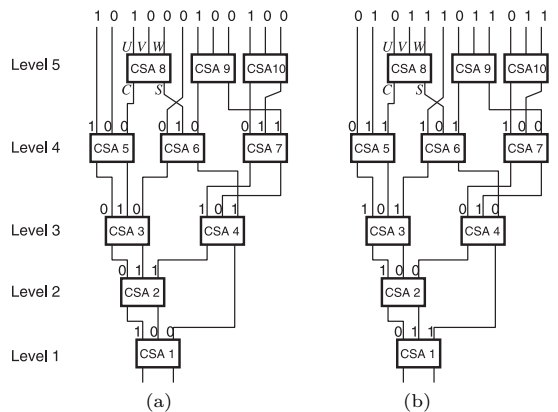 1 0 1 0 0 0 1 0 0 1 0 0
0 1 0 1 1 1 0 1 1 1 1 1
Level 5
U V W
CSA 8
CSA 9
CSA10
C S
U V W
CSA 8
CSA 9
CSA10
C S
Level 4
1 0 0
0 1 0
0 1 1
CSA 5
CSA 6
CSA 7
0 1 1
1 0 1
1 1 0
CSA 5
CSA 6
CSA 7
Level 3
0 1 0
1 0 1
CSA 3
CSA 4
1 0 1
0 1 0
CSA 3
CSA 4
Level 2
0 1 1
CSA 2
1 0 0
CSA 2
Level 1
1 0 0
CSA 1
0 1 1
CSA 1
(a)
(b)